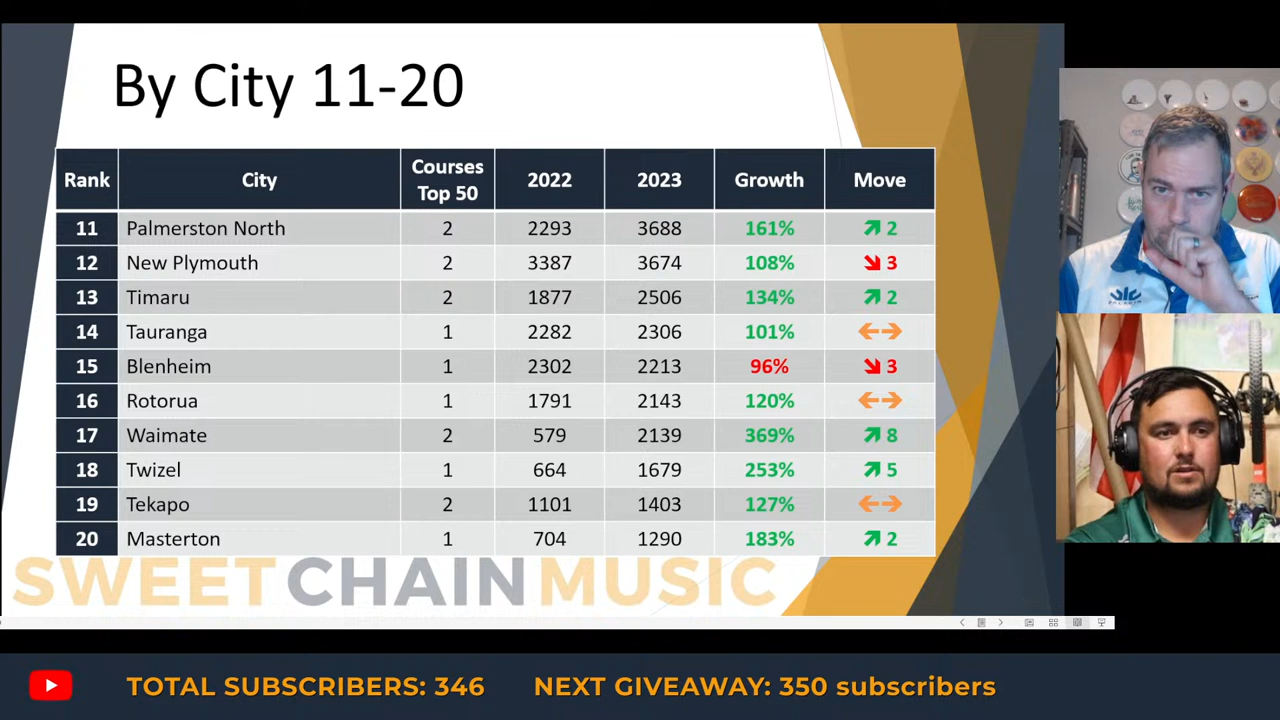 By City 11-20
Rank City Courses Top 50 2022 2023 Growth Move
11 Palmerston North 2 2293 3688 161% 2
12 New Plymouth 2 3387 3674 108% 3
13 Timaru 2 1877 2506 134% 2
14 Tauranga 1 2282 2306 101%
15 Blenheim 1 2302 2213 96% 3
16 Rotorua 1 1791 2143 120%
17 Waimate 2 579 2139 369% 8
18 Twizel 1 664 1679 253% 5
19 Tekapo 2 1101 1403 127%
20 Masterton 1 704 1290 183% 2
SWEETCHAINMUSIC
TOTAL SUBSCRIBERS: 346 NEXT GIVEAWAY: 350 subscribers